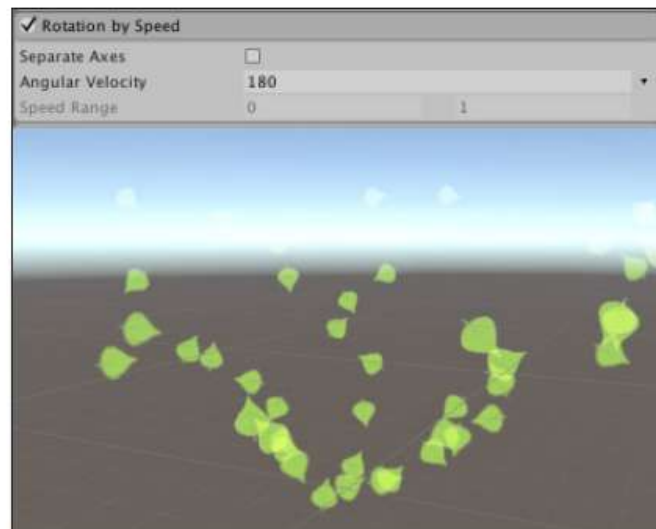 Rotation by Speed
Separate Axes
Angular Velocity 180
Speed Range 0 1